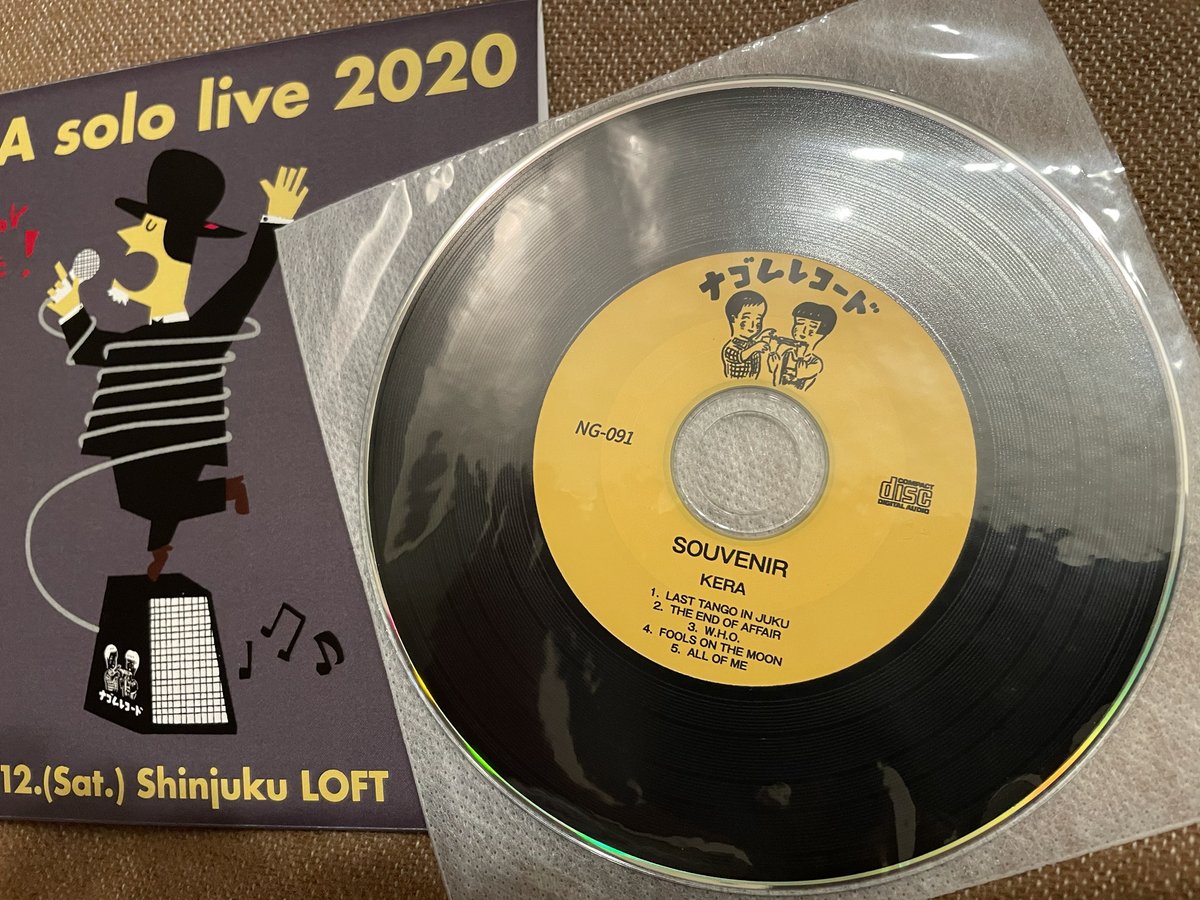 A solo live 2020
!
ナゴムレコード
12.(Sat.) Shinjuku LOFT
ナゴムレコード
NG-091
COMPACT
disc
DIGITAL AUDIO
SOUVENIR
KERA
1. LAST TANGO IN JUKU
2. THE END OF AFFAIR
3. W.H.O.
4. FOOLS ON THE MOON
5. ALL OF ME